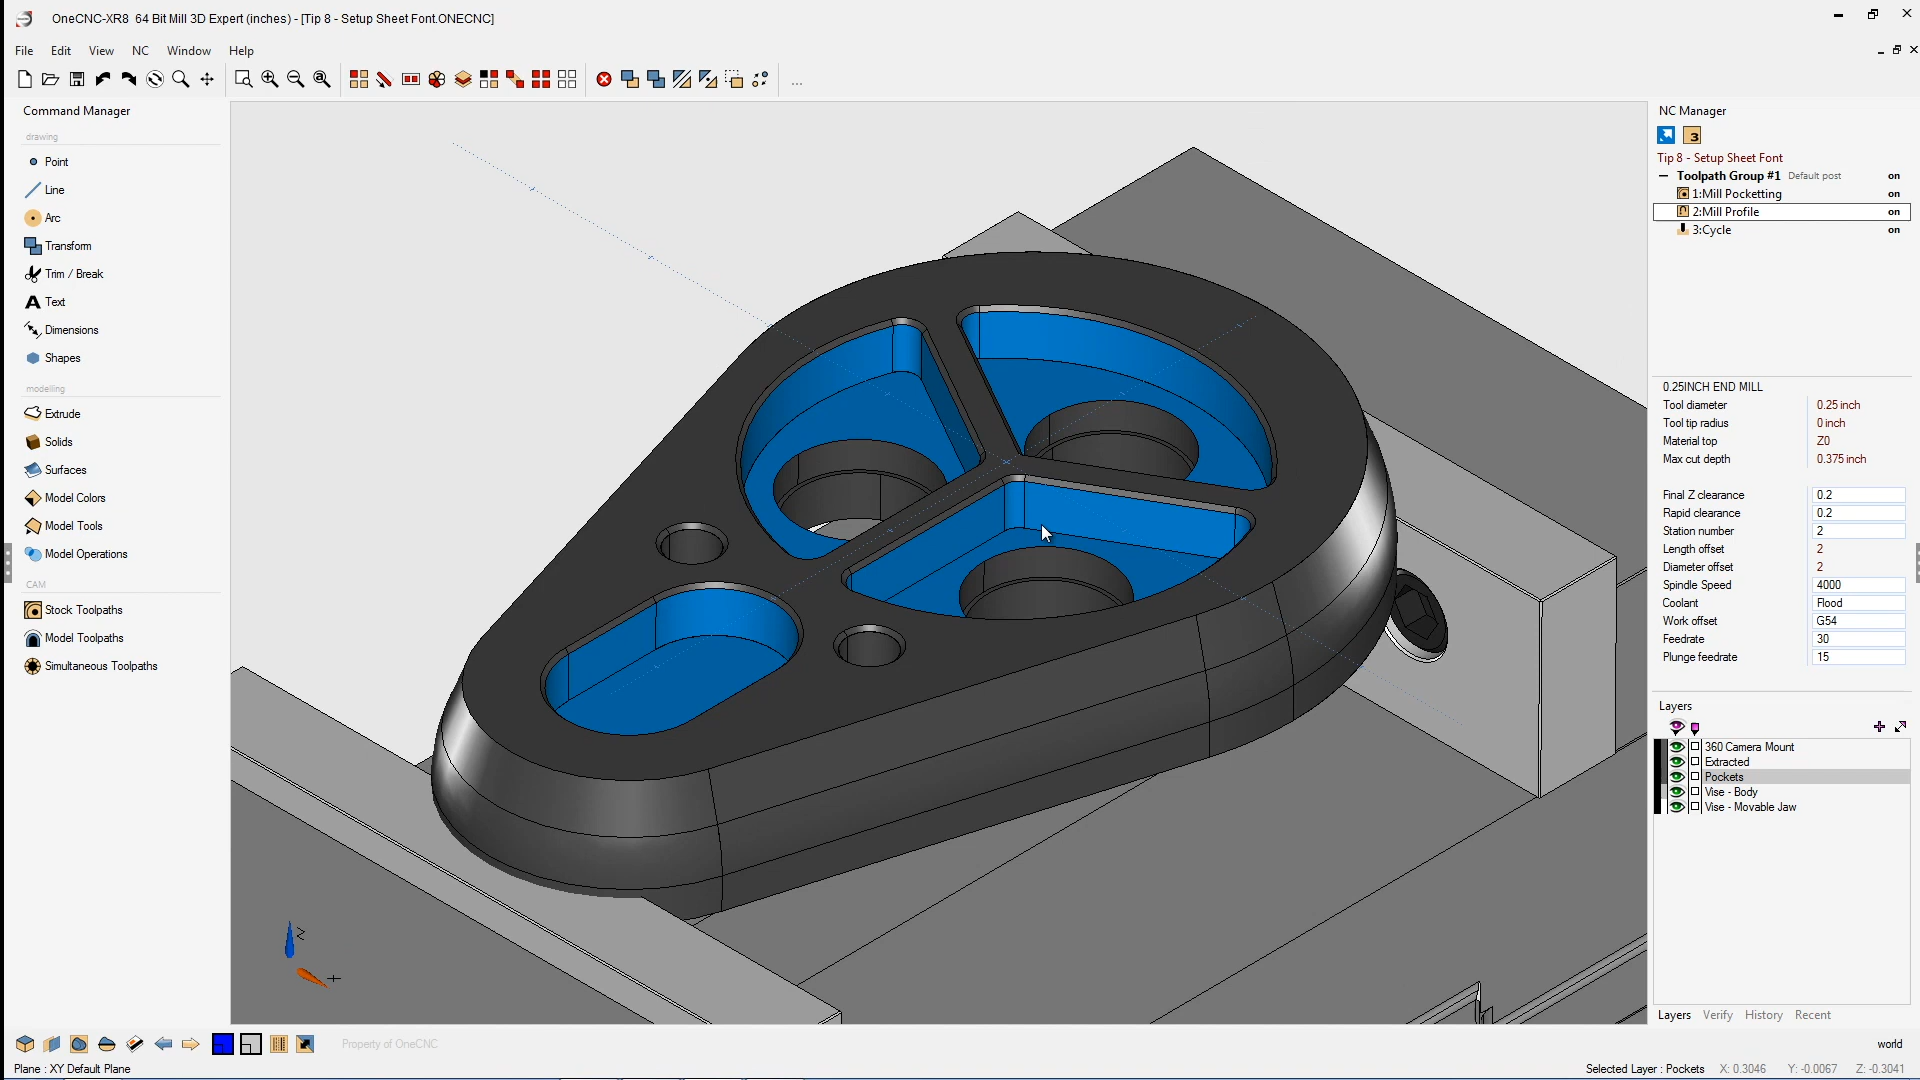 OneCNC-XR8 64 Bit Mill 3D Expert (inches) - [Tip 8 - Setup Sheet Font.ONECNC]
File Edit View NC Window Help
...
Command Manager
drawing
Point
Line
Arc
Transform
Trim / Break
Text
Dimensions
Shapes
modelling
Extrude
Solids
Surfaces
Model Colors
Model Tools
Model Operations
CAM
Stock Toolpaths
Model Toolpaths
Simultaneous Toolpaths
Z
NC Manager
3
Tip 8 - Setup Sheet Font
Toolpath Group #1 Default post on
1:Mill Pocketting on
2:Mill Profile on
3:Cycle on
0.25INCH END MILL
Tool diameter 0.25 inch
Tool tip radius 0 inch
Material top Z0
Max cut depth 0.375 inch
Final Z clearance 0.2
Rapid clearance 0.2
Station number 2
Length offset 2
Diameter offset 2
Spindle Speed 4000
Coolant Flood
Work offset G54
Feedrate 30
Plunge feedrate 15
Layers
360 Camera Mount
Extracted
Pockets
Vise - Body
Vise - Movable Jaw
Layers Verify History Recent
Property of OneCNC
world
Plane : XY Default Plane
Selected Layer : Pockets X: 0.3046 Y: -0.0067 Z: -0.3041